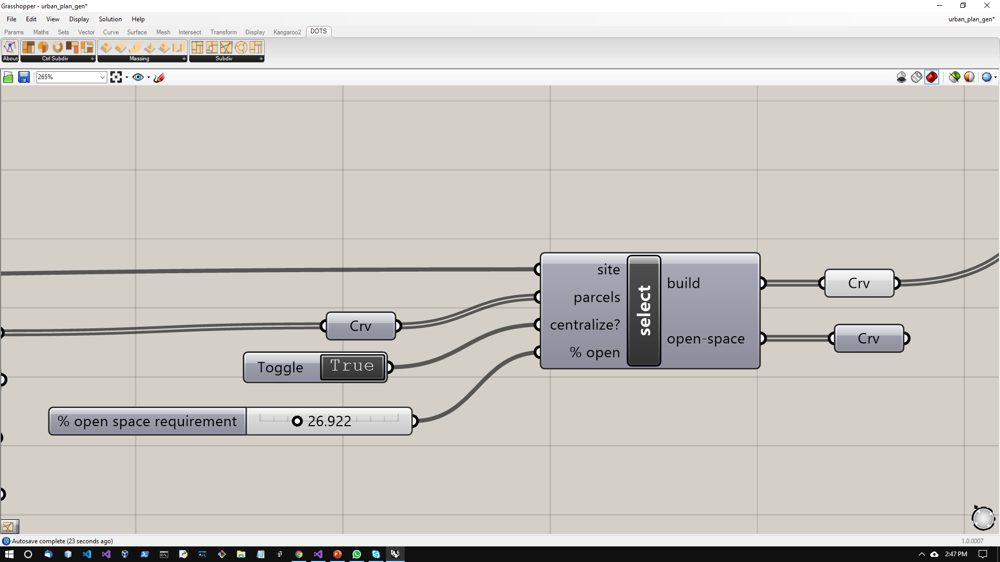 Grasshopper - urban_plan_gen*
File Edit View Display Solution Help urban_plan_gen*
Params Maths Sets Vector Curve Surface Mesh Intersect Transform Display Kangaroo2 DOTS
About Ctrl Subdiv Massing Subdiv
265%
site
parcels
centralize?
% open
select
build
open-space
Crv
Crv
Crv
Toggle True
% open space requirement 26.922
Autosave complete (23 seconds ago) 1.0.0007
2:47 PM